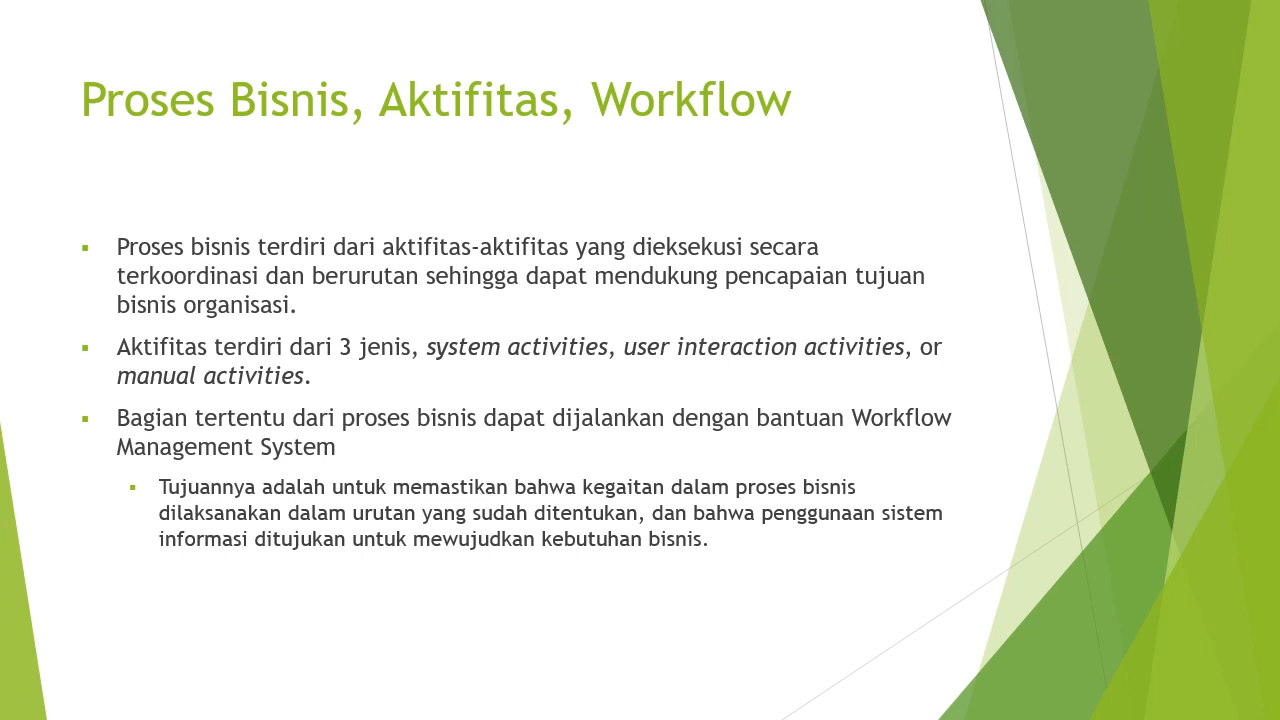 Proses Bisnis, Aktifitas, Workflow
Proses bisnis terdiri dari aktifitas-aktifitas yang dieksekusi secara
terkoordinasi dan berurutan sehingga dapat mendukung pencapaian tujuan
bisnis organisasi.
Aktifitas terdiri dari 3 jenis, system activities, user interaction activities, or
manual activities.
Bagian tertentu dari proses bisnis dapat dijalankan dengan bantuan Workflow
Management System
Tujuannya adalah untuk memastikan bahwa kegaitan dalam proses bisnis
dilaksanakan dalam urutan yang sudah ditentukan, dan bahwa penggunaan sistem
informasi ditujukan untuk mewujudkan kebutuhan bisnis.